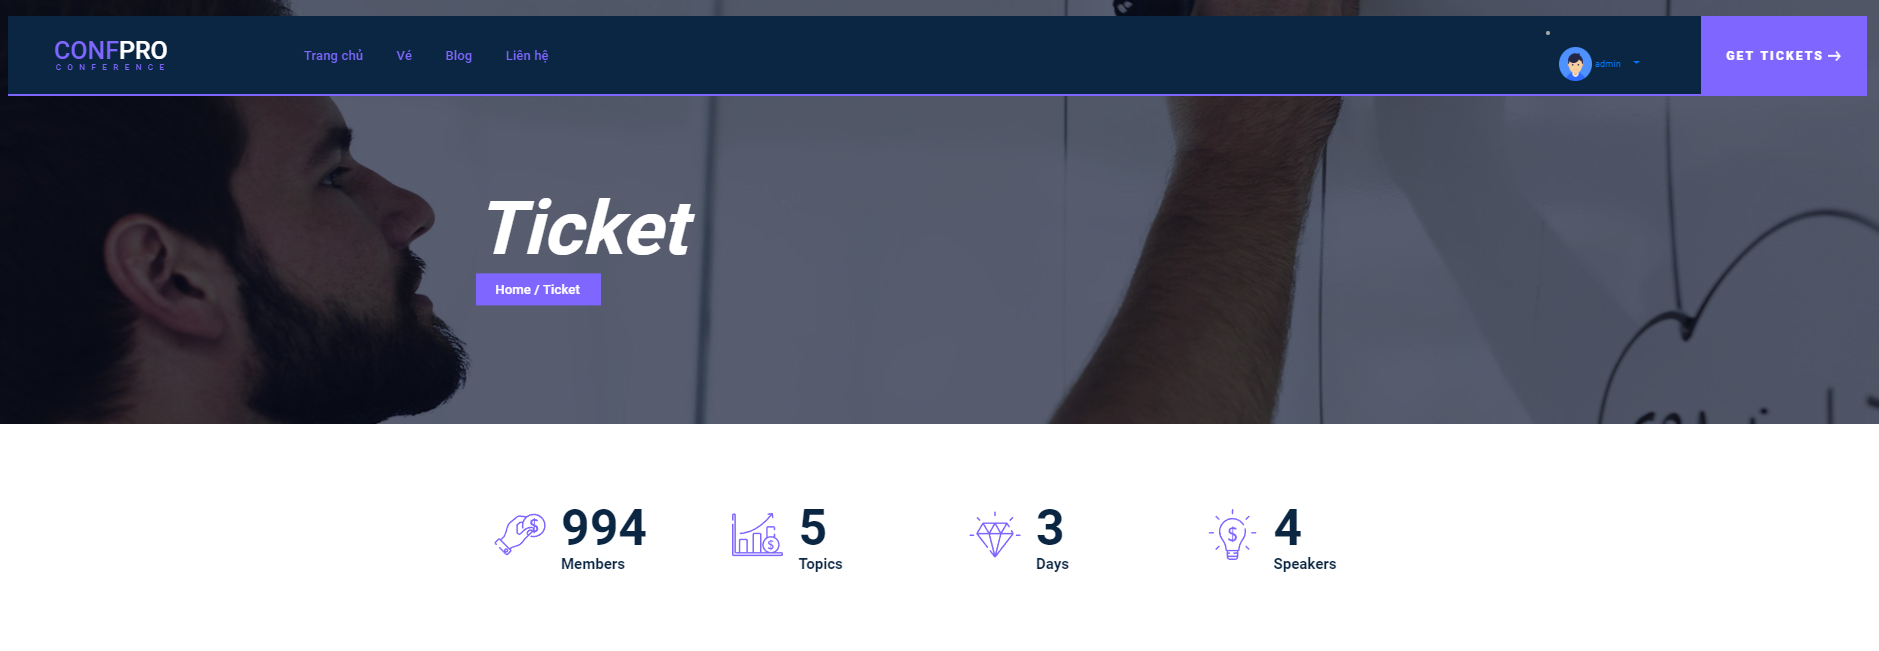 CONFPRO
CONFERENCE
Trang chủ Vé Blog Liên hệ
admin
GET TICKETS →
Ticket
Home / Ticket
994 5 3 4
Members Topics Days Speakers